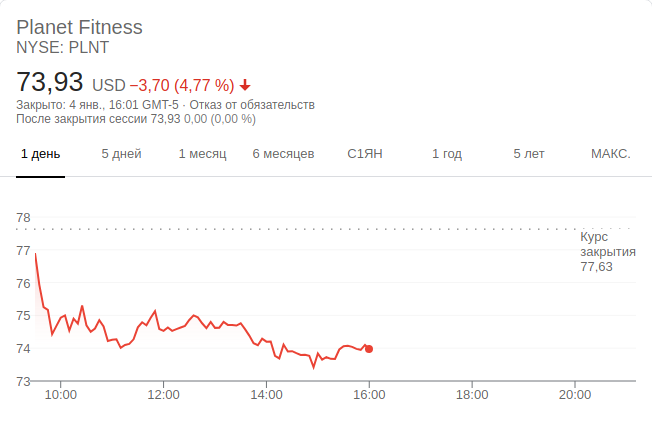 Planet Fitness
NYSE: PLNT
73,93 USD −3,70 (4,77 %)
Закрыто: 4 янв., 16:01 GMT-5 · Отказ от обязательств
После закрытия сессии 73,93 0,00 (0,00 %)
1 день 5 дней 1 месяц 6 месяцев С1ЯН 1 год 5 лет МАКС.
78
Курс
закрытия
77,63
77
76
75
74
73
10:00 12:00 14:00 16:00 18:00 20:00